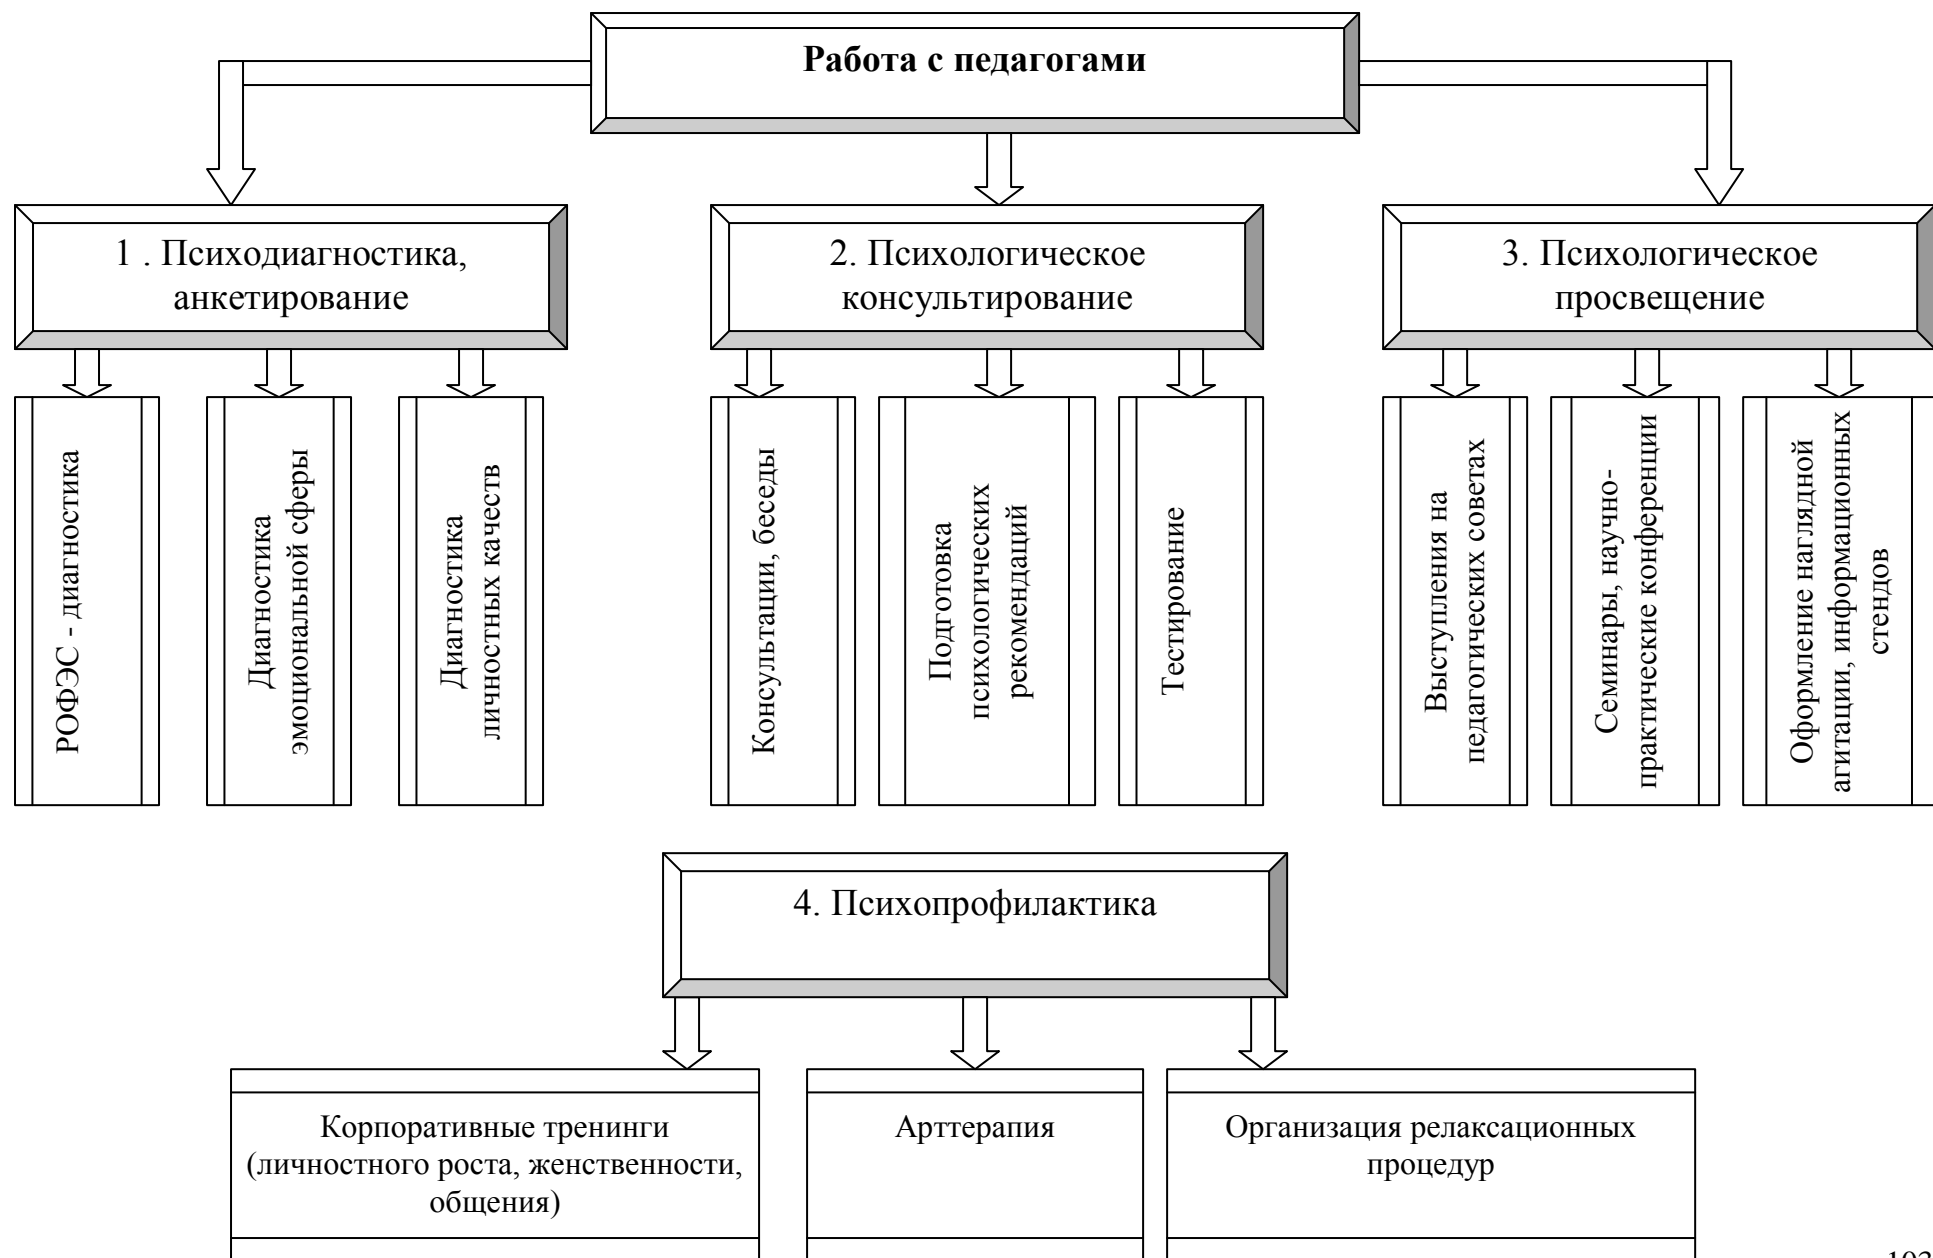 Работа с педагогами
1 . Психодиагностика,
анкетирование
2. Психологическое
консультирование
3. Психологическое
просвещение
РОФЭС - диагностика
Диагностика
эмоциональной сферы
Диагностика
личностных качеств
Консультации, беседы
Подготовка
психологических
рекомендаций
Тестирование
Выступления на
педагогических советах
Семинары, научно-
практические конференции
Оформление наглядной
агитации, информационных
стендов
4. Психопрофилактика
Корпоративные тренинги
(личностного роста, женственности,
общения)
Арттерапия
Организация релаксационных
процедур